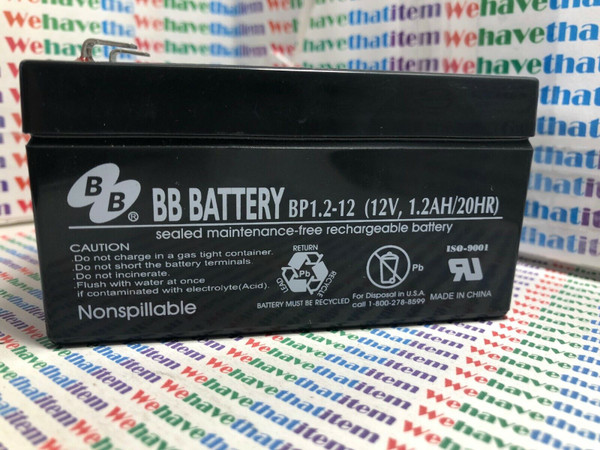 Wehavethatitem
BB
®
BB BATTERY BP1.2-12 (12V, 1.2AH/20HR)
sealed maintenance-free rechargeable battery
CAUTION
.Do not charge in a gas tight container.
.Do not short the battery terminals.
.Do not incinerate.
.Flush with water at once
if contaminated with electrolyte(Acid).
Nonspillable
RETURN
LEAD
RECYCLE
Pb
BATTERY MUST BE RECYCLED
Pb
For Disposal in U.S.A
call 1-800-278-8599
ISO-9001
MADE IN CHINA